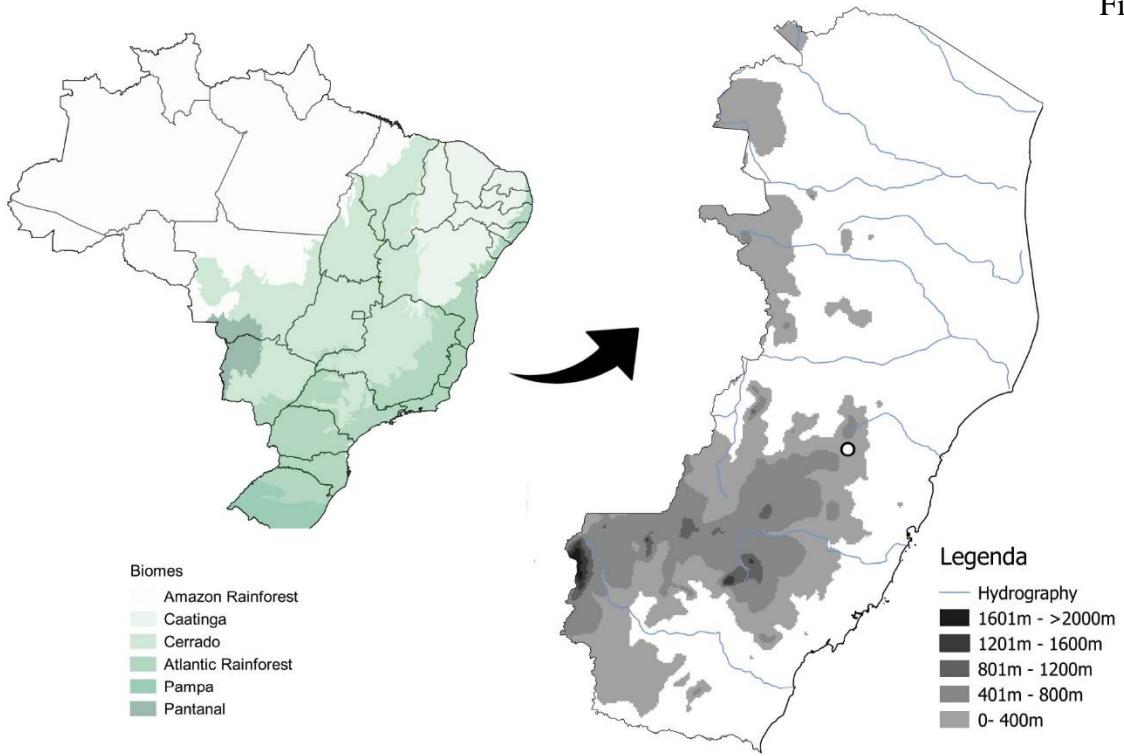 Fi
Biomes
Amazon Rainforest
Caatinga
Cerrado
Atlantic Rainforest
Pampa
Pantanal
Legenda
Hydrography
1601m - >2000m
1201m - 1600m
801m - 1200m
401m - 800m
0- 400m